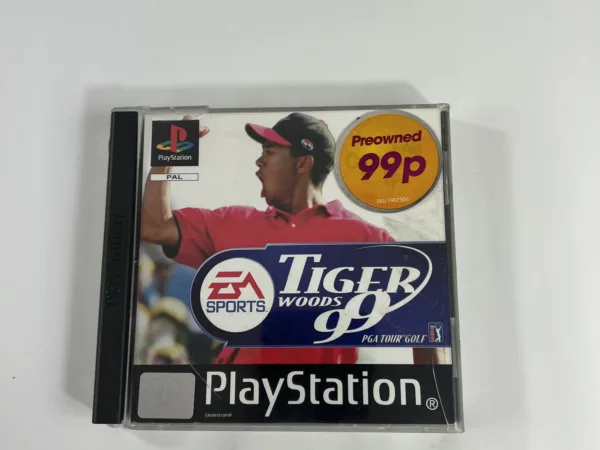 PlayStation
PAL
Preowned
99p
EA
SPORTS
TIGER
WOODS
99
PGA TOUR GOLF
PlayStation®